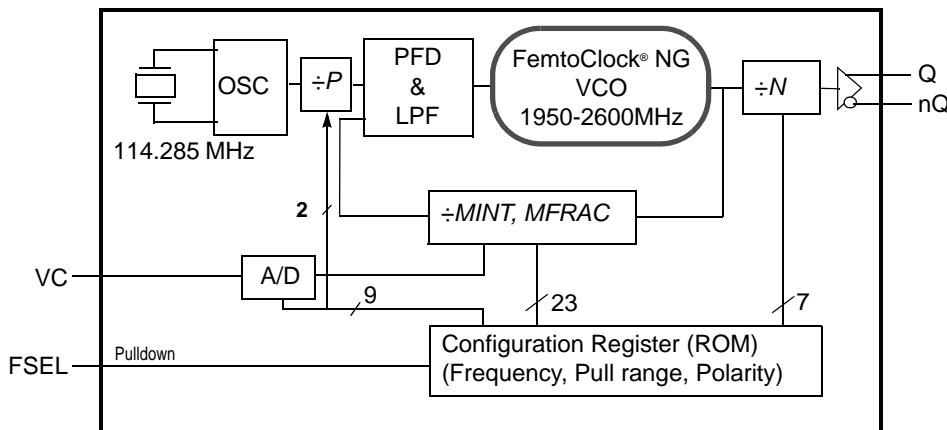 OSC
÷P
PFD
&
LPF
FemtoClock® NG
VCO
1950-2600MHz
÷N
Q
nQ
114.285 MHz
2
÷MINT, MFRAC
VC
A/D
9
23
7
FSEL
Pulldown
Configuration Register (ROM)
(Frequency, Pull range, Polarity)